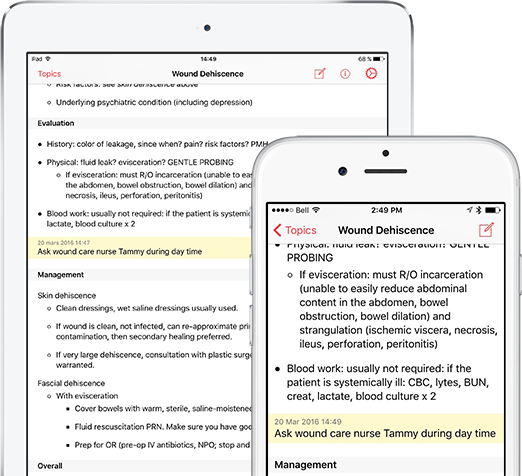 iPad 14:49 68 %
Topics Wound Dehiscence
Risk factors: see skin dehiscence above
Underlying psychiatric condition (including depression)
Evaluation
History: color of leakage, since when? pain? risk factors? PMH
Physical: fluid leak? evisceration? GENTLE PROBING
If evisceration: must R/O incarceration (unable to
the abdomen, bowel obstruction, bowel dilation) and
necrosis, ileus, perforation, peritonitis)
Blood work: usually not required: if the patient is systemic
lactate, blood culture x 2
20 mars 2016 14:47
Ask wound care nurse Tammy during day time
Management
Skin dehiscence
Clean dressings, wet saline dressings usually used.
If wound is clean, not infected, can re-approximate
contamination, then secondary healing preferred.
If very large dehiscence, consultation with plastic
warranted.
Fascial dehiscence
With evisceration
Cover bowels with warm, sterile, saline-moistened
Fluid rescuscitation PRN. Make sure you have
Prep for OR (pre-op IV antibiotics, NPO; stop and
Overall
Bell 2:49 PM
Topics Wound Dehiscence
Physical: fluid leak? evisceration? GENTLE
PROBING
If evisceration: must R/O incarceration
(unable to easily reduce abdominal
content in the abdomen, bowel
obstruction, bowel dilation) and
strangulation (ischemic viscera, necrosis,
ileus, perforation, peritonitis)
Blood work: usually not required: if the
patient is systemically ill: CBC, lytes, BUN,
creat, lactate, blood culture x 2
20 Mar 2016 14:49
Ask wound care nurse Tammy during day time
Management